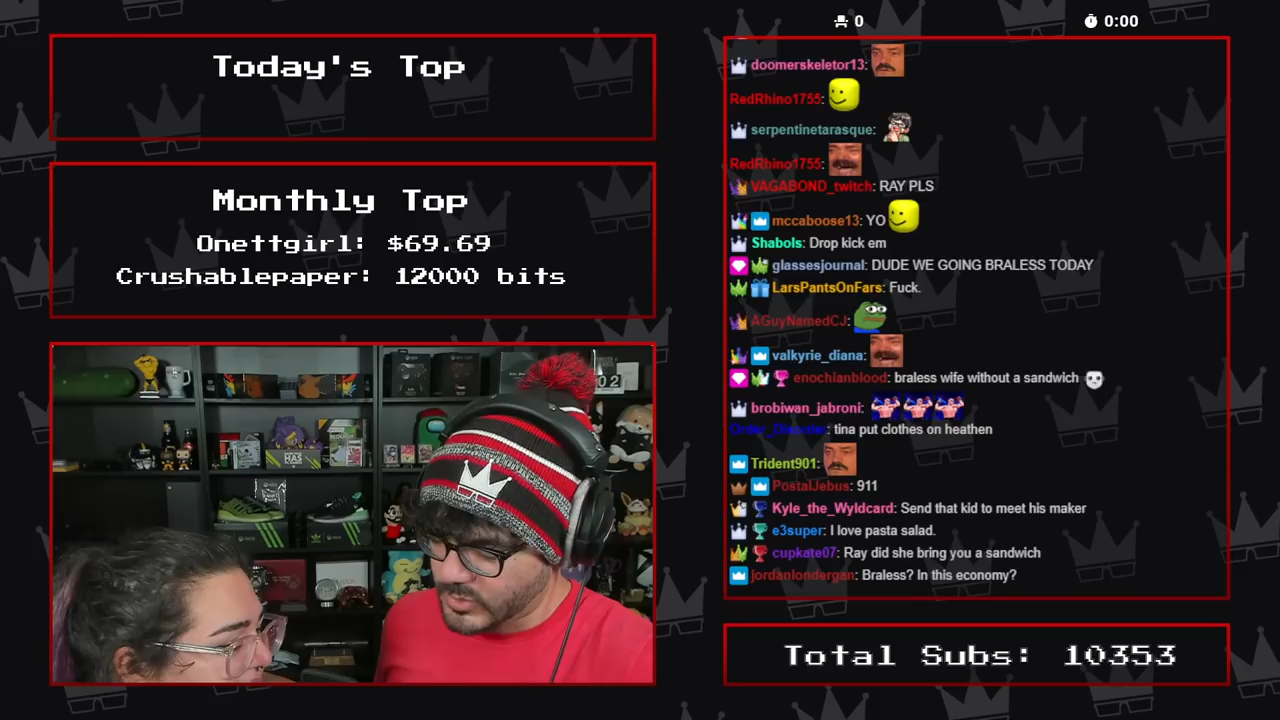 Today's Top
Monthly Top
Onettgirl: $69.69
Crushablepaper: 12000 bits
0
0:00
doomerskeletor13:
RedRhino1755:
serpentinetarasque:
RedRhino1755:
VAGABOND_twitch: RAY PLS
mccaboose13: YO
Shabols: Drop kick em
glassesjournal: DUDE WE GOING BRALESS TODAY
LarsPantsOnFars: Fuck.
AGuyNamedCJ:
valkyrie_diana:
enochianblood: braless wife without a sandwich
brobiwan_jabroni:
tina put clothes on heathen
Trident901:
PostalJebus: 911
Kyle_the_Wyldcard: Send that kid to meet his maker
e3super: I love pasta salad.
cupkate07: Ray did she bring you a sandwich
jordanlondergan: Braless? In this economy?
Total Subs: 10353